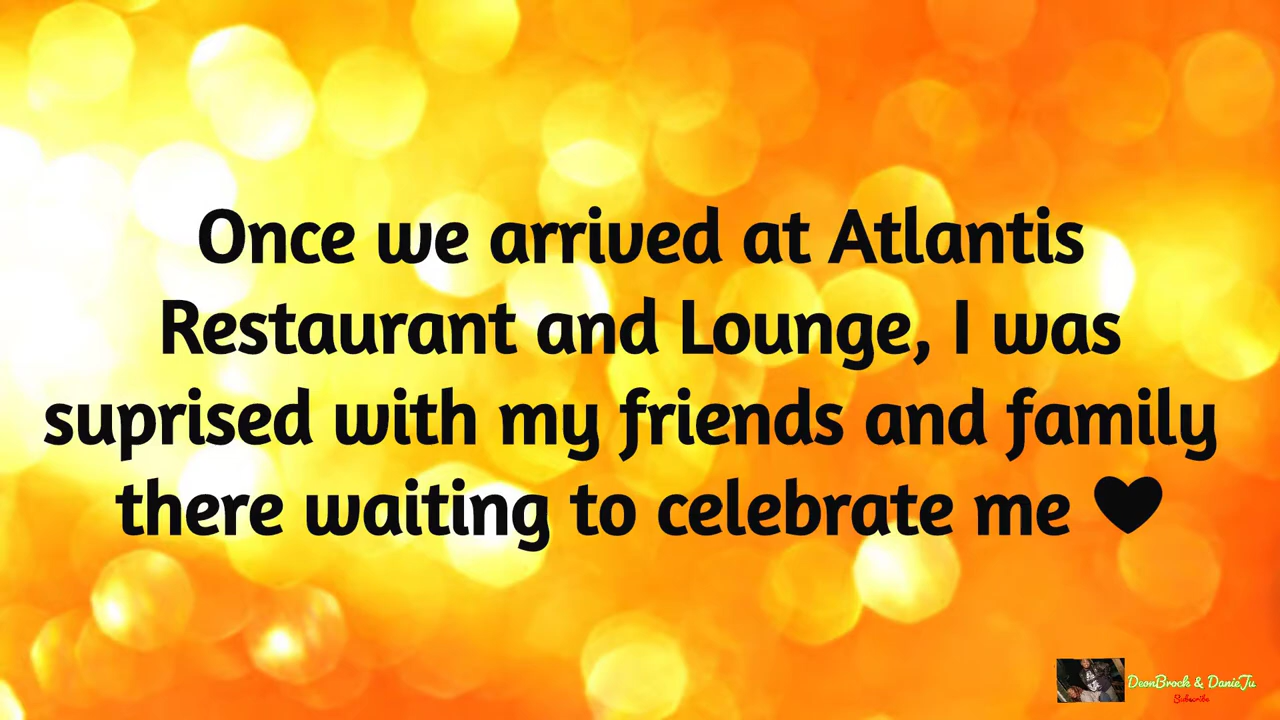 Once we arrived at Atlantis
Restaurant and Lounge, I was
suprised with my friends and family
there waiting to celebrate me ♥
DeonBrock & DanieJu
Subscribe